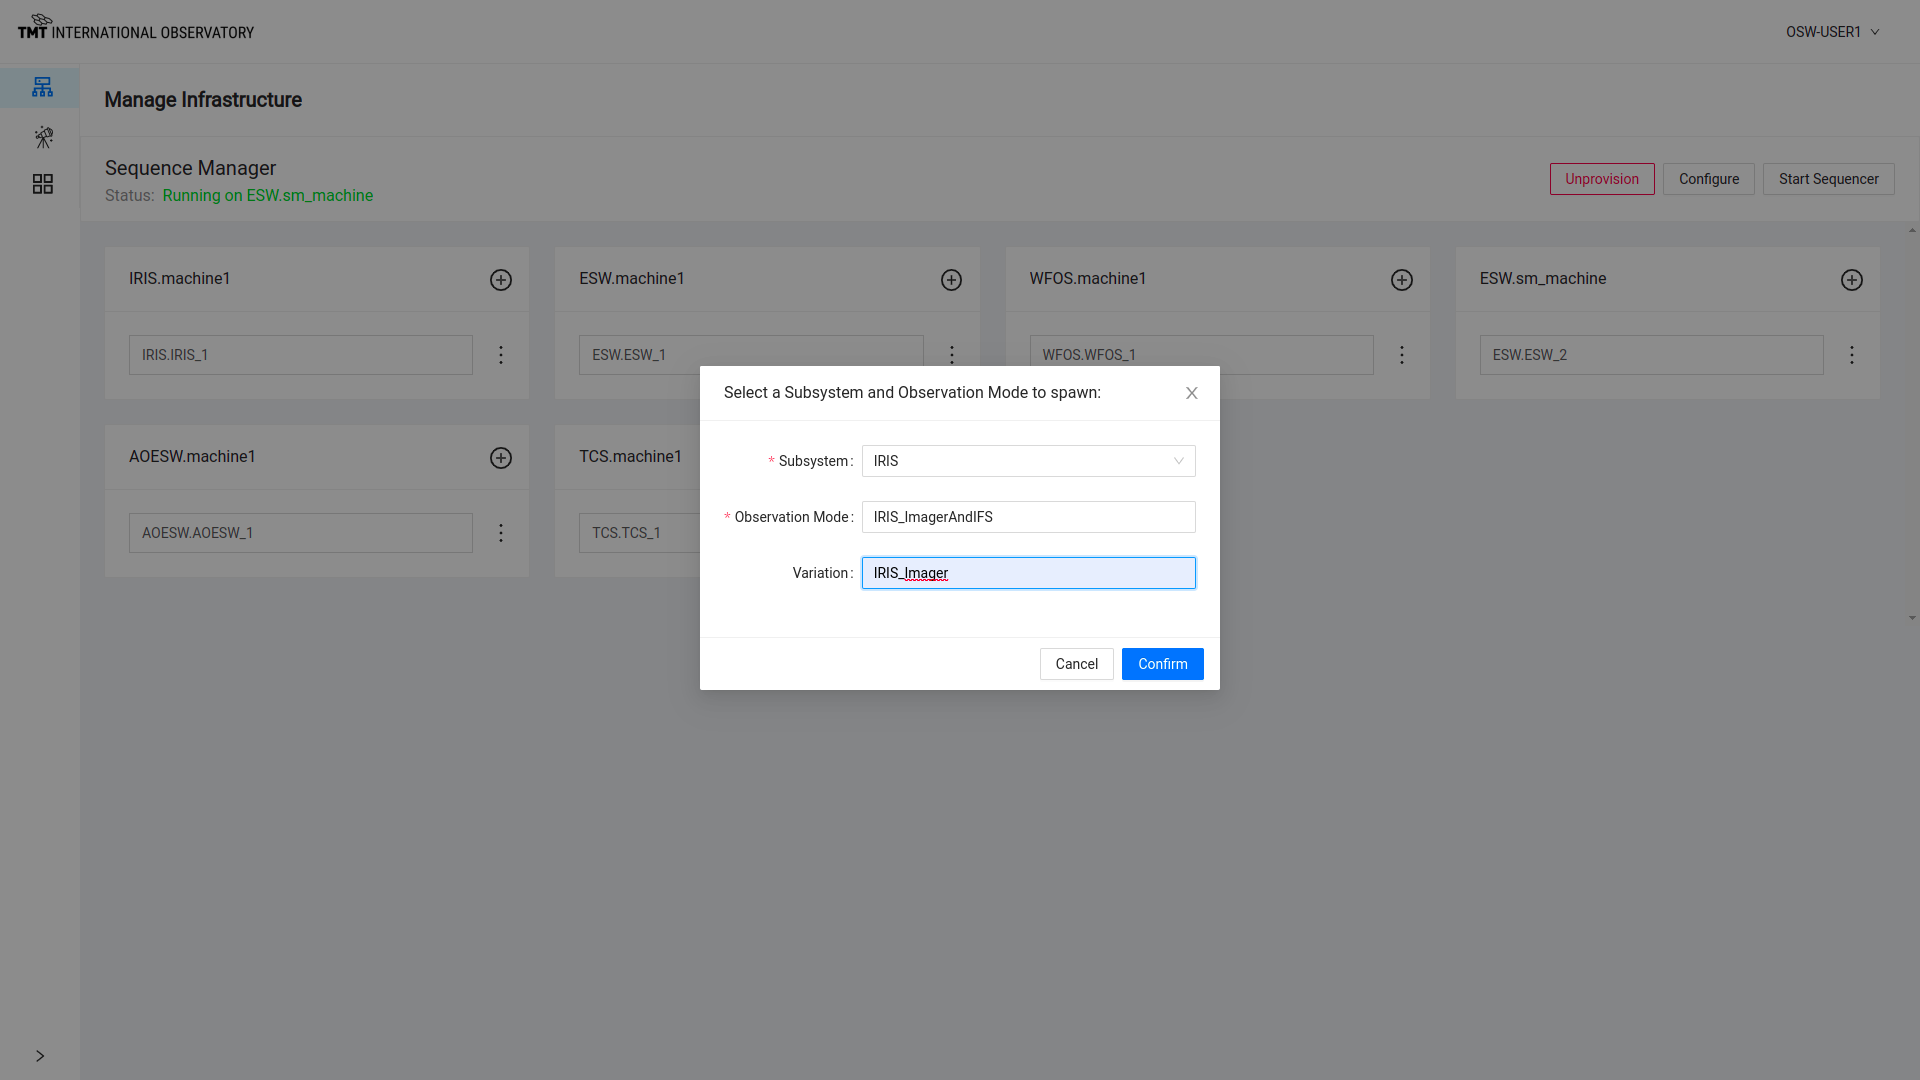 TMT INTERNATIONAL OBSERVATORY
OSW-USER1
Manage Infrastructure
Sequence Manager
Status: Running on ESW.sm_machine
Unprovision
Configure
Start Sequencer
IRIS.machine1
ESW.machine1
WFOS.machine1
ESW.sm_machine
IRIS.IRIS_1
ESW.ESW_1
WFOS.WFOS_1
ESW.ESW_2
AOESW.machine1
TCS.machine1
AOESW.AOESW_1
TCS.TCS_1
Select a Subsystem and Observation Mode to spawn:
* Subsystem: IRIS
* Observation Mode: IRIS_ImagerAndIFS
Variation: IRIS_Imager
Cancel
Confirm